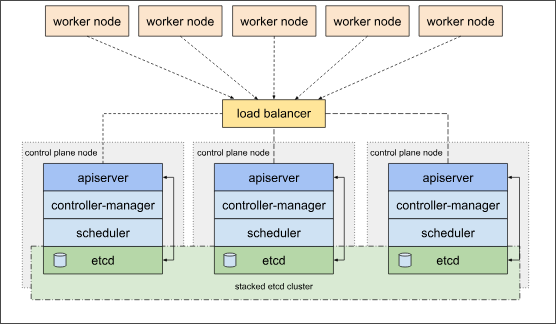 worker node
worker node
worker node
worker node
worker node
load balancer
control plane node
control plane node
control plane node
apiserver
apiserver
apiserver
controller-manager
controller-manager
controller-manager
scheduler
scheduler
scheduler
etcd
etcd
etcd
stacked etcd cluster